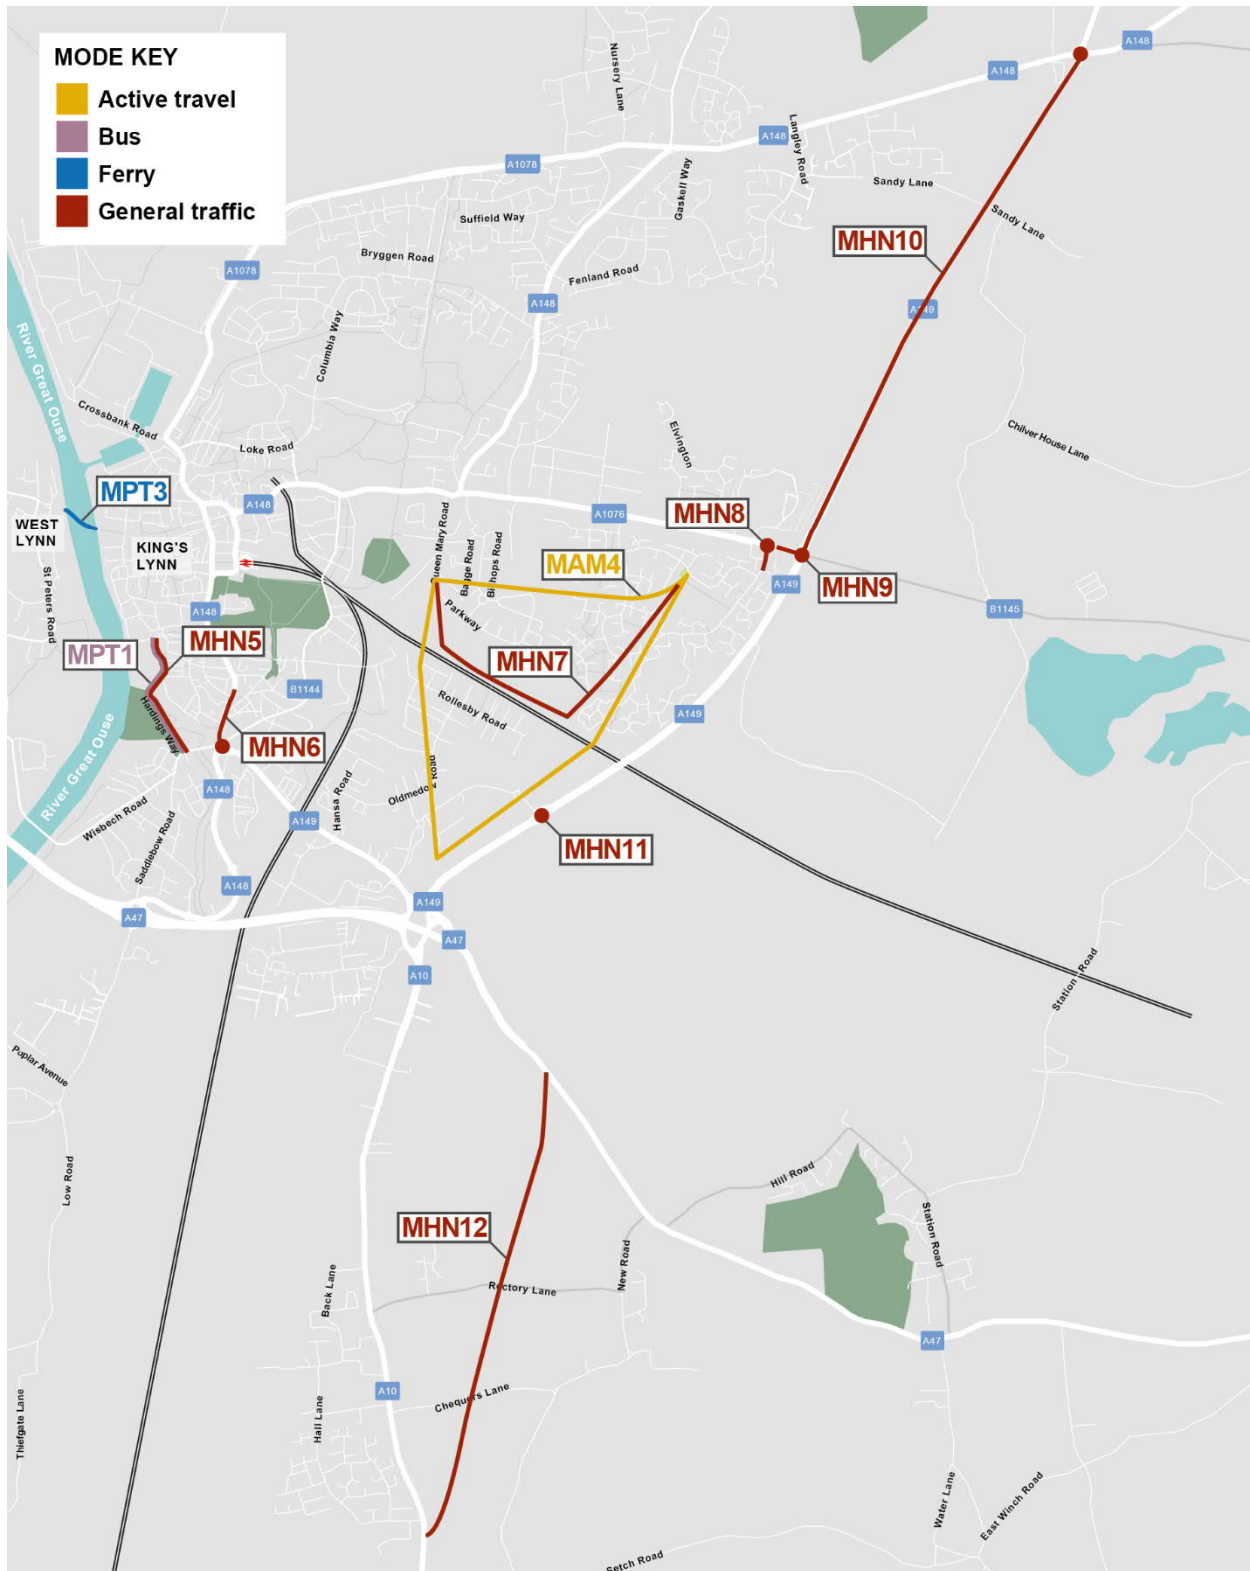 MODE KEY
Active travel
Bus
Ferry
General traffic
A148
A148
Nursery Lane
A148
Langley Road
A1078
Gaskell Way
Sandy Lane
Suffield Way
Sandy Lane
MHN10
Bryggen Road
A1078
Fenland Road
A148
A149
River Great Ouse
Columbia Way
Crossbank Road
Elvington
Chilver House Lane
Loke Road
MPT3
A148
A1076
MHN8
WEST
LYNN
KING'S
LYNN
Queen Mary Road
Bagge Road
Bishops Road
MAM4
MHN9
A149
St Peters Road
A148
B1145
Parkway
MHN5
MPT1
MHN7
B1144
Hardings Way
Rollesby Road
A149
MHN6
River Great Ouse
A148
Oldmedow Road
Hansa Road
Wisbech Road
A149
MHN11
Saddlebow Road
A148
A47
A149
A47
A10
Station Road
Poplar Avenue
Low Road
Hill Road
Station Road
MHN12
New Road
Back Lane
Rectory Lane
A47
A10
Chequers Lane
Hall Lane
Thiefgate Lane
Water Lane
East Winch Road
Setch Road